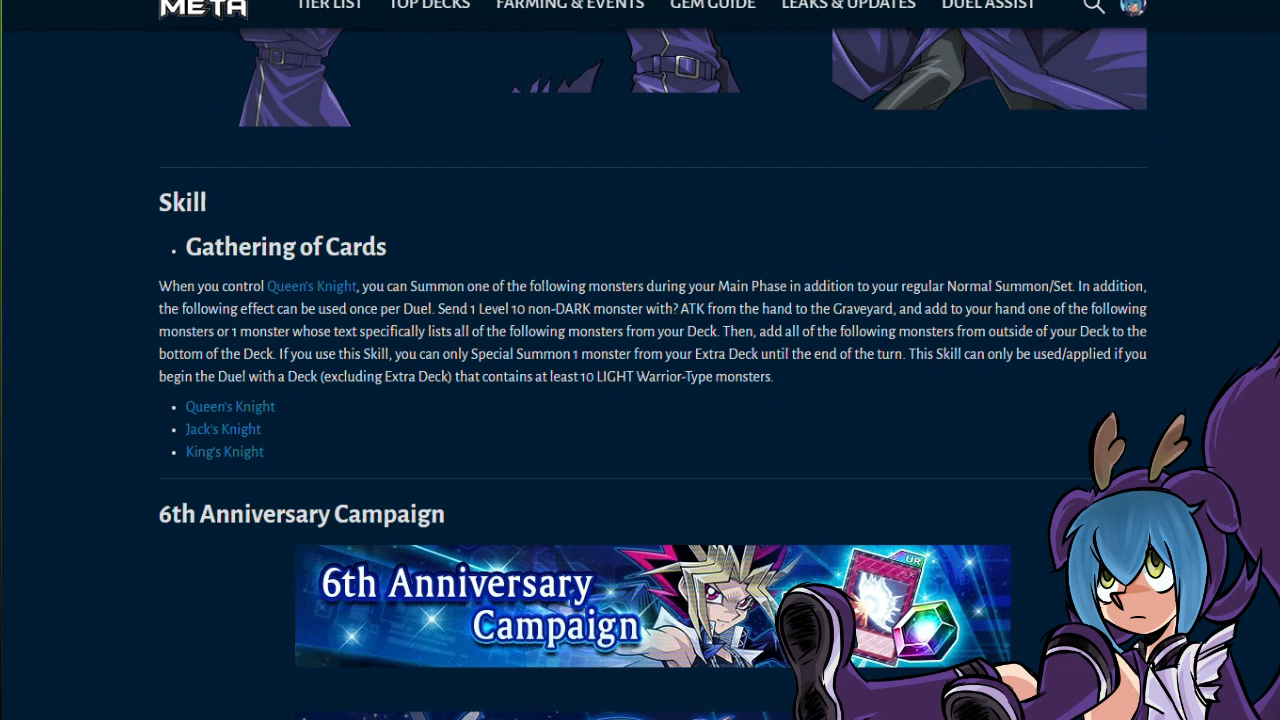 META TIER LIST TOP DECKS FARMING & EVENTS GEM GUIDE LEAKS & UPDATES DUEL ASSIST
Skill
• Gathering of Cards
When you control Queen's Knight, you can Summon one of the following monsters during your Main Phase in addition to your regular Normal Summon/Set. In addition,
the following effect can be used once per Duel. Send 1 Level 10 non-DARK monster with? ATK from the hand to the Graveyard, and add to your hand one of the following
monsters or 1 monster whose text specifically lists all of the following monsters from your Deck. Then, add all of the following monsters from outside of your Deck to the
bottom of the Deck. If you use this Skill, you can only Special Summon 1 monster from your Extra Deck until the end of the turn. This Skill can only be used/applied if you
begin the Duel with a Deck (excluding Extra Deck) that contains at least 10 LIGHT Warrior-Type monsters.
• Queen's Knight
• Jack's Knight
• King's Knight
6th Anniversary Campaign
6th Anniversary
Campaign
UR